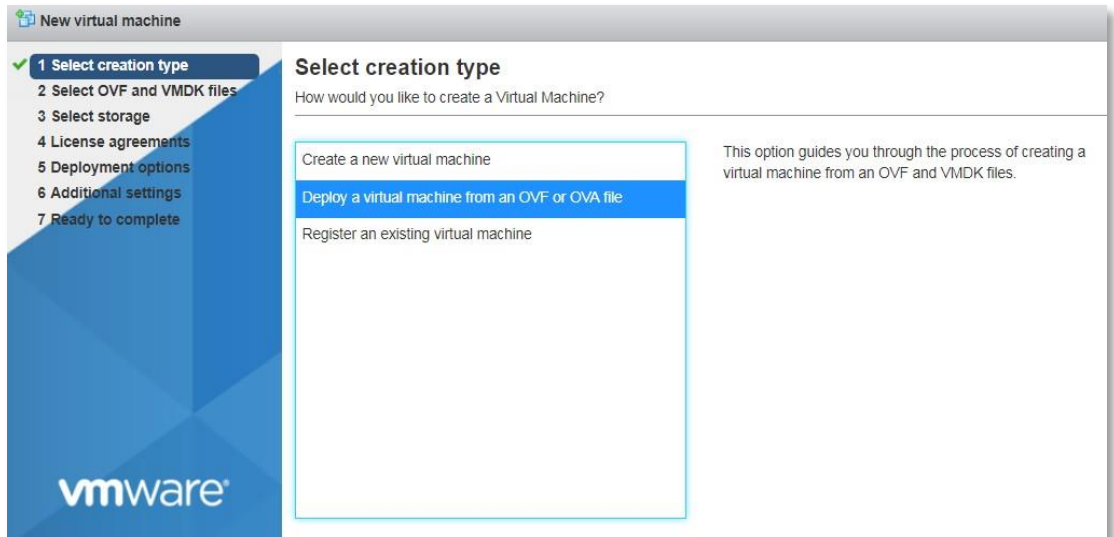 New virtual machine
1 Select creation type
2 Select OVF and VMDK files
3 Select storage
4 License agreements
5 Deployment options
6 Additional settings
7 Ready to complete
vmware®
Select creation type
How would you like to create a Virtual Machine?
Create a new virtual machine
Deploy a virtual machine from an OVF or OVA file
Register an existing virtual machine
This option guides you through the process of creating a
virtual machine from an OVF and VMDK files.